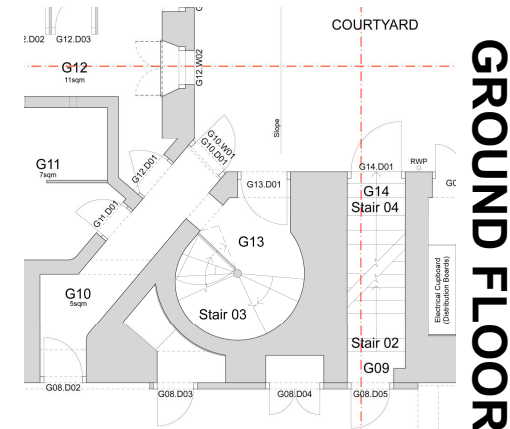 COURTYARD
G12.D03
G12
11sqm
G12.W02
Slope
G10.W01
G10.D01
G12.D01
G11
7sqm
G11.D01
G13.D01
G14.D01
RWP
G14
Stair 04
G13
Electrical Cupboard
(Distribution Boards)
G10
5sqm
Stair 03
Stair 02
G09
G08.D02
G08.D03
G08.D04
G08.D05
GROUND FLOOR